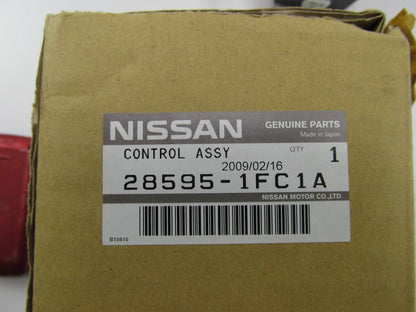 NISSAN GENUINE PARTS
Made in Japan
CONTROL ASSY Q'TY 1
2009/02/16
28595-1FC1A
NISSAN MOTOR CO.,LTD
B10810